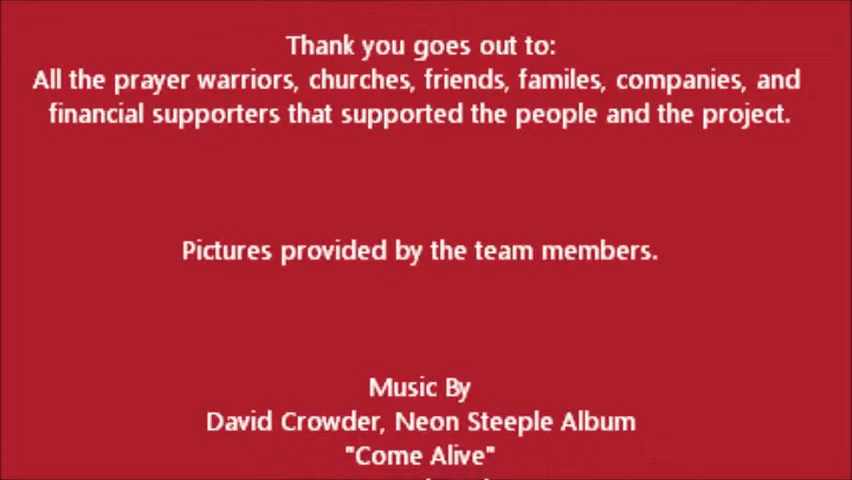 Thank you goes out to:
All the prayer warriors, churches, friends, familes, companies, and
financial supporters that supported the people and the project.
Pictures provided by the team members.
Music By
David Crowder, Neon Steeple Album
"Come Alive"